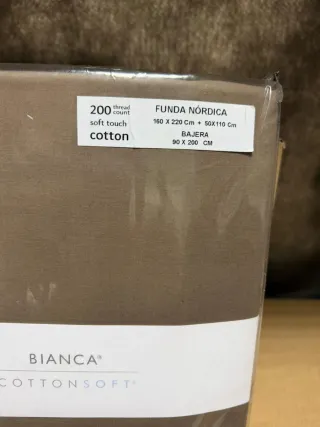 200 thread count
soft touch
cotton
FUNDA NÓRDICA
160 X 220 Cm + 50X110 Cm
BAJERA
90 X 200 CM
BIANCA®
COTTONSOFT®